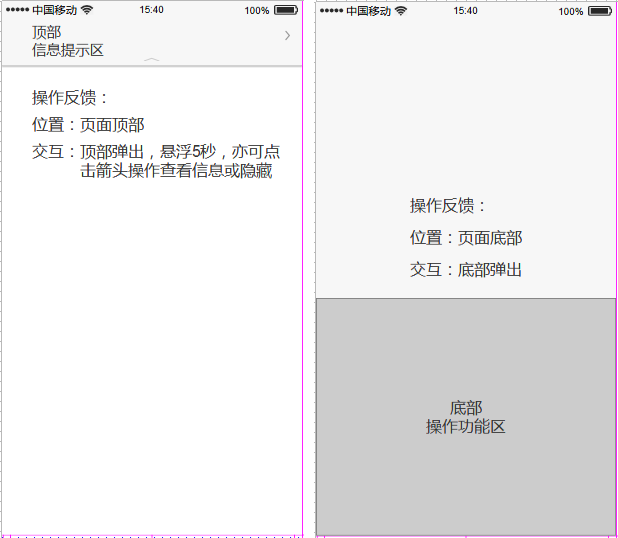 中国移动 15:40 100%
顶部
信息提示区
操作反馈：
位置：页面顶部
交互：顶部弹出，悬浮5秒，亦可点
击箭头操作查看信息或隐藏
中国移动 15:40 100%
操作反馈：
位置：页面底部
交互：底部弹出
底部
操作功能区